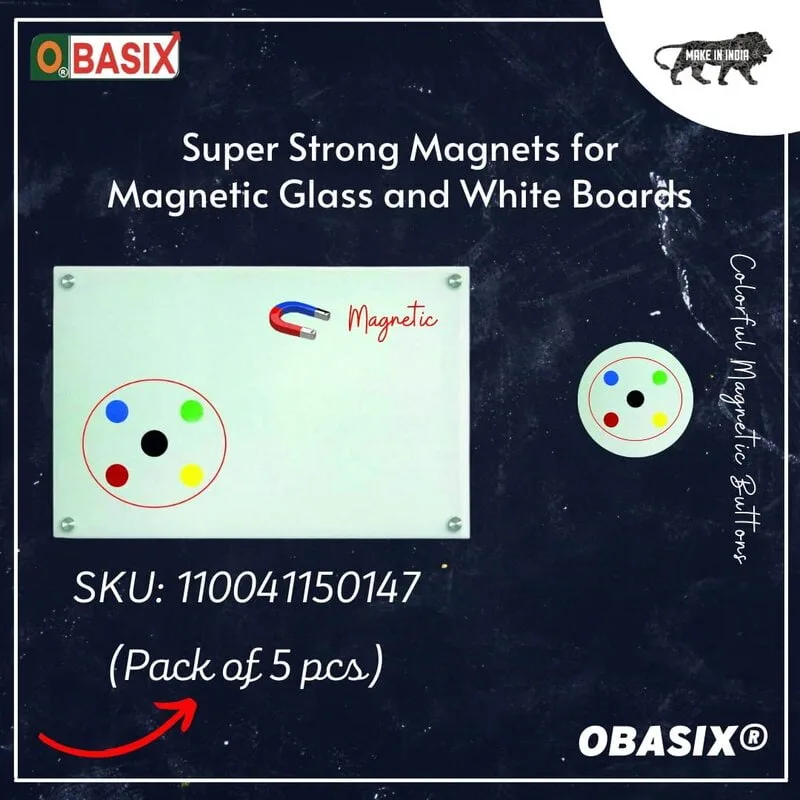 O® BASIX
MAKE IN INDIA
Super Strong Magnets for
Magnetic Glass and White Boards
Magnetic
Colorful Magnetic Buttons
SKU: 110041150147
(Pack of 5 pcs)
OBASIX®